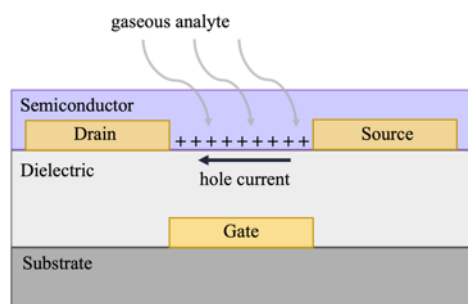 gaseous analyte
Semiconductor
Drain
Source
+ + + + + + + + +
Dielectric
hole current
Gate
Substrate